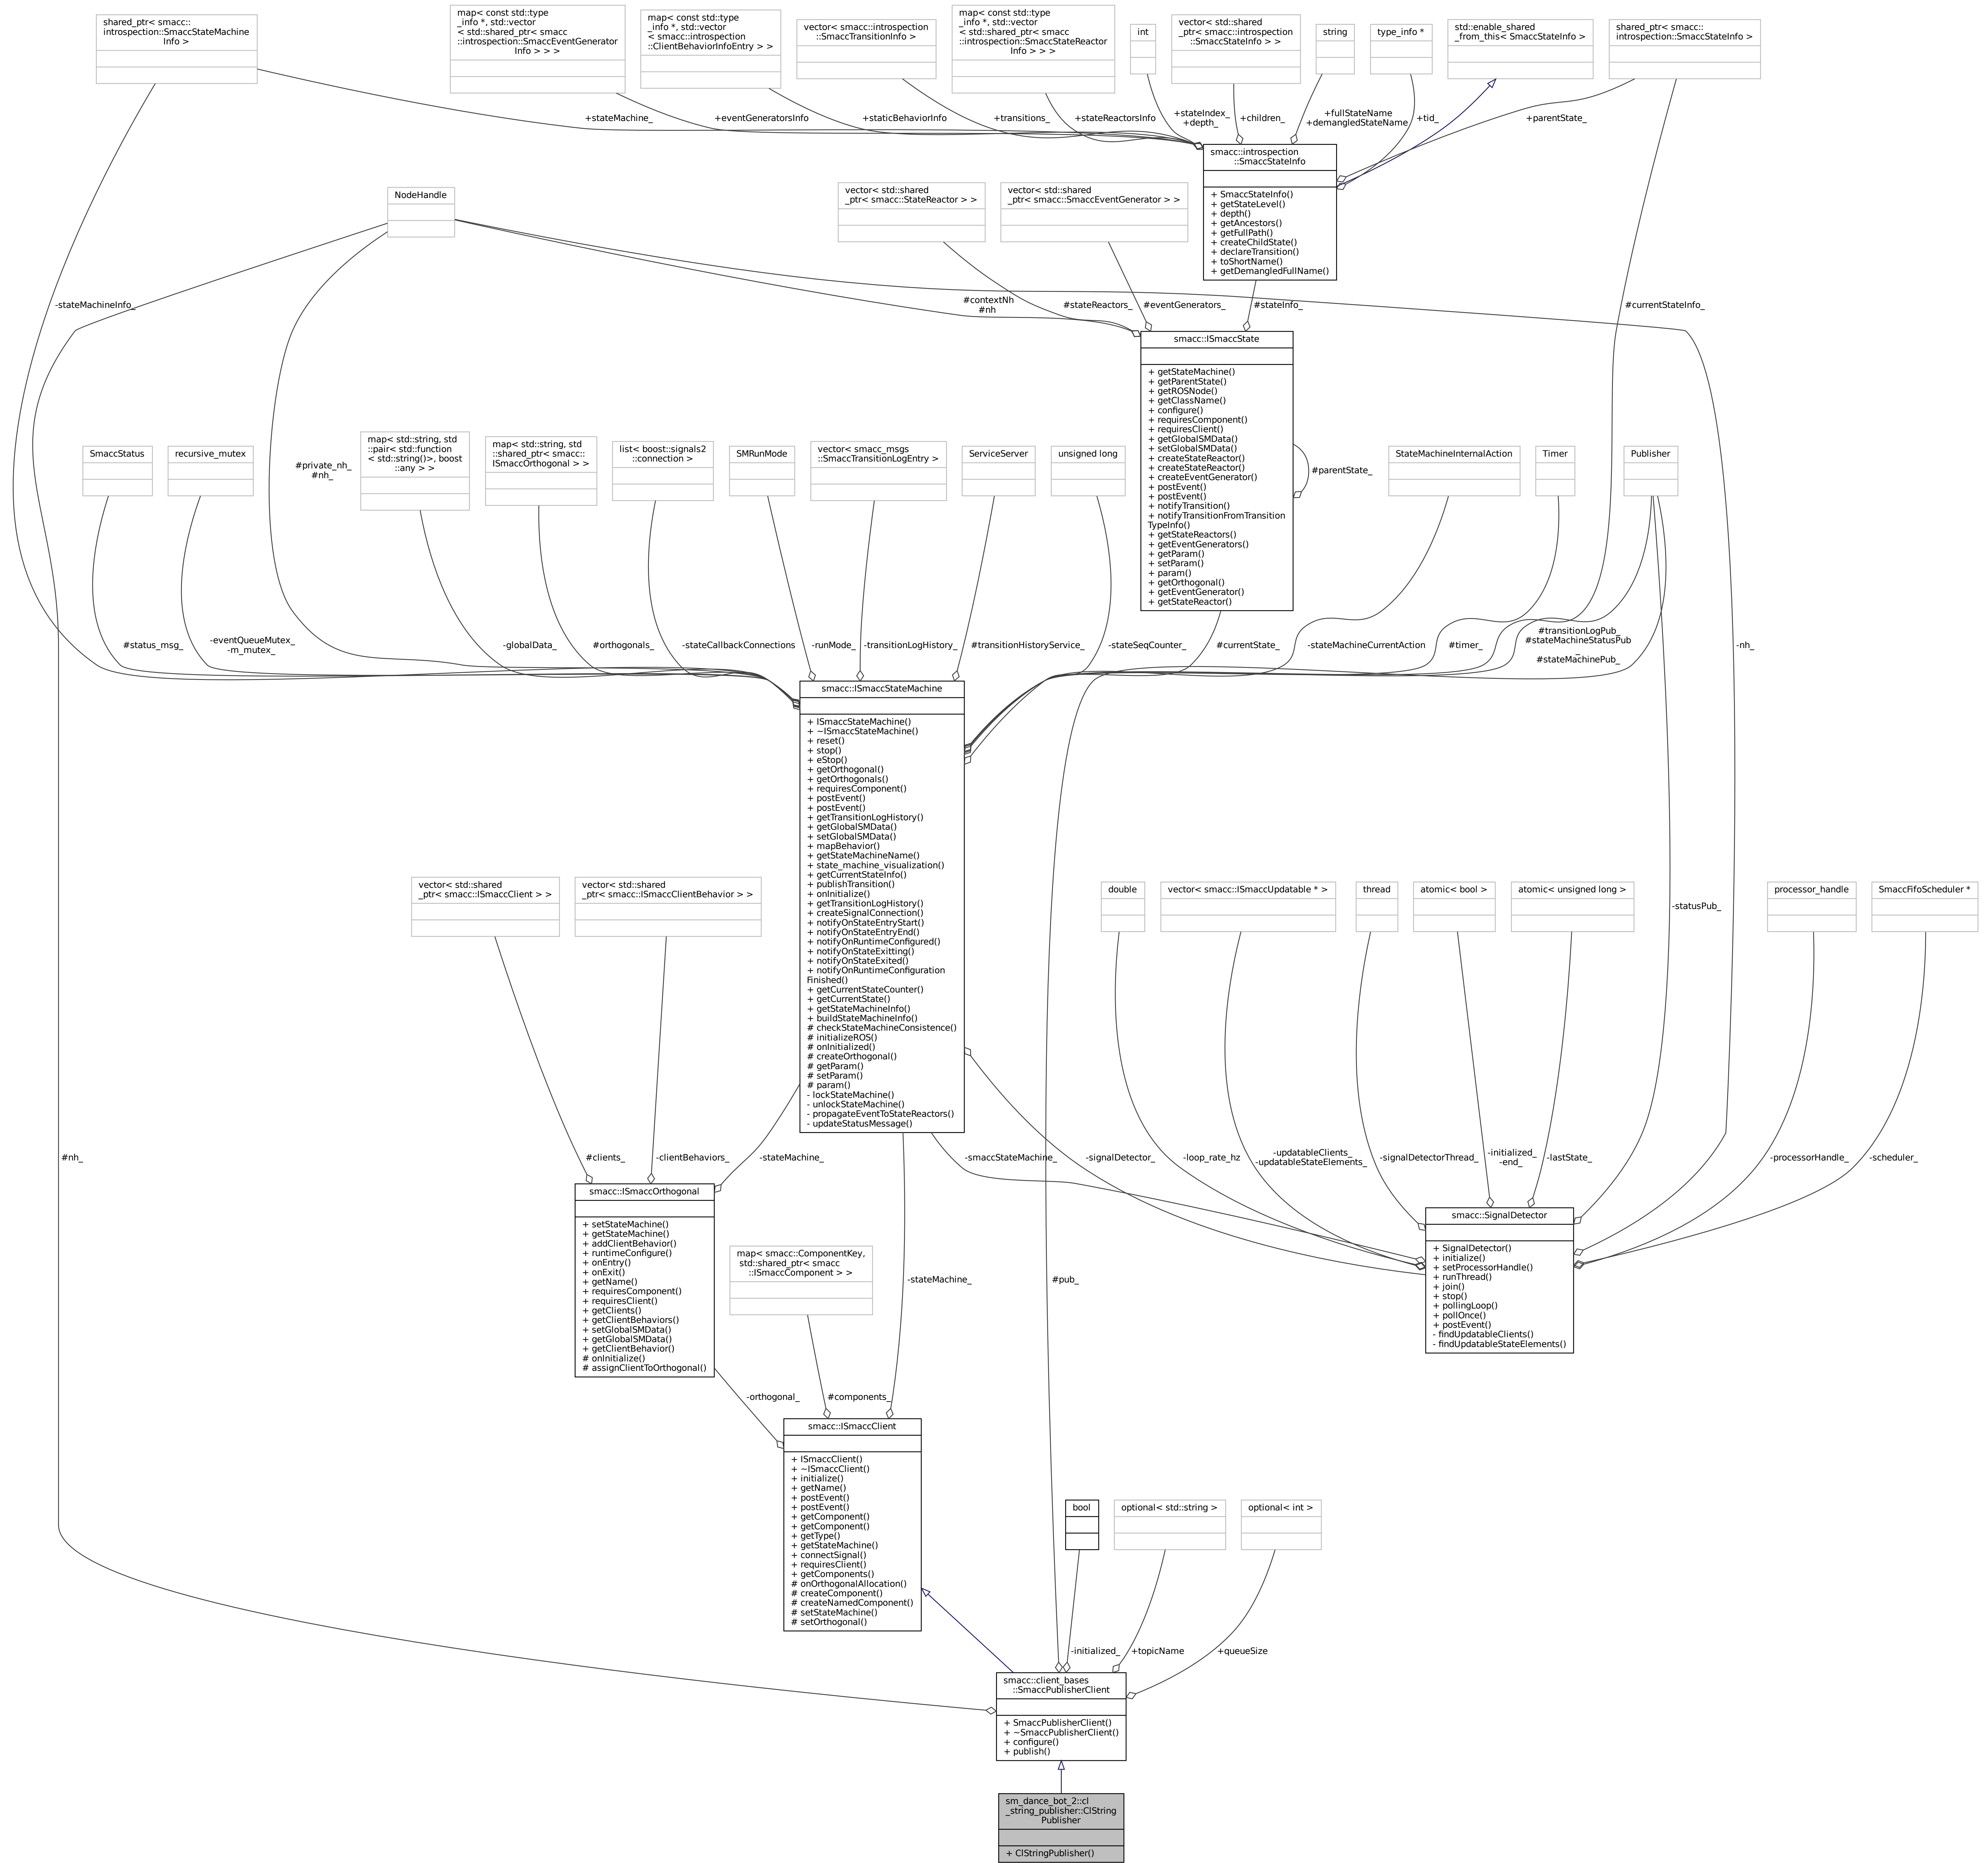 shared_ptr< smacc::
introspection::SmaccStateMachine
Info >
map< const std::type
_info *, std::vector
< std::shared_ptr< smacc
::introspection::SmaccEventGenerator
Info > > >
map< const std::type
_info *, std::vector
< smacc::introspection
::ClientBehaviorInfoEntry > >
vector< smacc::introspection
::SmaccTransitionInfo >
map< const std::type
_info *, std::vector
< std::shared_ptr< smacc
::introspection::SmaccStateReactor
Info > > >
int
vector< std::shared
_ptr< smacc::introspection
::SmaccStateInfo > >
string
type_info *
std::enable_shared
_from_this< SmaccStateInfo >
shared_ptr< smacc::
introspection::SmaccStateInfo >
+stateMachine_
+eventGeneratorsInfo
+staticBehaviorInfo
+transitions_
+stateReactorsInfo
+stateIndex_
+depth_
+children_
+fullStateName
+demangledStateName
+tid_
+parentState_
smacc::introspection
::SmaccStateInfo
+ SmaccStateInfo()
+ getStateLevel()
+ depth()
+ getAncestors()
+ getFullPath()
+ createChildState()
+ declareTransition()
+ toShortName()
+ getDemangledFullName()
NodeHandle
vector< std::shared
_ptr< smacc::StateReactor > >
vector< std::shared
_ptr< smacc::SmaccEventGenerator > >
-stateMachineInfo_
#contextNh
#nh
#stateReactors_
#eventGenerators_
#stateInfo_
#currentStateInfo_
smacc::ISmaccState
+ getStateMachine()
+ getParentState()
+ getROSNode()
+ getClassName()
+ configure()
+ requiresComponent()
+ requiresClient()
+ getGlobalSMData()
+ setGlobalSMData()
+ createStateReactor()
+ createStateReactor()
+ createEventGenerator()
+ postEvent()
+ postEvent()
+ notifyTransition()
+ notifyTransitionFromTransition
TypeInfo()
+ getStateReactors()
+ getEventGenerators()
+ getParam()
+ setParam()
+ param()
+ getOrthogonal()
+ getEventGenerator()
+ getStateReactor()
#parentState_
SmaccStatus
recursive_mutex
#private_nh_
#nh_
map< std::string, std
::pair< std::function
< std::string()>, boost
::any > >
map< std::string, std
::shared_ptr< smacc::
ISmaccOrthogonal > >
list< boost::signals2
::connection >
SMRunMode
vector< smacc_msgs
::SmaccTransitionLogEntry >
ServiceServer
unsigned long
StateMachineInternalAction
Timer
Publisher
#status_msg_
-eventQueueMutex_
-m_mutex_
-globalData_
#orthogonals_
-stateCallbackConnections
-runMode_
-transitionLogHistory_
#transitionHistoryService_
-stateSeqCounter_
#currentState_
-stateMachineCurrentAction
#timer_
#transitionLogPub_
#stateMachineStatusPub
_
#stateMachinePub_
-nh_
smacc::ISmaccStateMachine
+ ISmaccStateMachine()
+ ~ISmaccStateMachine()
+ reset()
+ stop()
+ eStop()
+ getOrthogonal()
+ getOrthogonals()
+ requiresComponent()
+ postEvent()
+ postEvent()
+ getTransitionLogHistory()
+ getGlobalSMData()
+ setGlobalSMData()
+ mapBehavior()
+ getStateMachineName()
+ state_machine_visualization()
+ getCurrentStateInfo()
+ publishTransition()
+ onInitialize()
+ getTransitionLogHistory()
+ createSignalConnection()
+ notifyOnStateEntryStart()
+ notifyOnStateEntryEnd()
+ notifyOnRuntimeConfigured()
+ notifyOnStateExitting()
+ notifyOnStateExited()
+ notifyOnRuntimeConfiguration
Finished()
+ getCurrentStateCounter()
+ getCurrentState()
+ getStateMachineInfo()
+ buildStateMachineInfo()
# checkStateMachineConsistence()
# initializeROS()
# onInitialized()
# createOrthogonal()
# getParam()
# setParam()
# param()
- lockStateMachine()
- unlockStateMachine()
- propagateEventToStateReactors()
- updateStatusMessage()
vector< std::shared
_ptr< smacc::ISmaccClient > >
vector< std::shared
_ptr< smacc::ISmaccClientBehavior > >
double
vector< smacc::ISmaccUpdatable * >
thread
atomic< bool >
atomic< unsigned long >
-statusPub_
processor_handle
SmaccFifoScheduler *
#nh_
#clients_
-clientBehaviors_
-stateMachine_
-smaccStateMachine_
-signalDetector_
-loop_rate_hz
-updatableClients_
-updatableStateElements_
-signalDetectorThread_
-initialized_
-end_
-lastState_
-processorHandle_
-scheduler_
smacc::ISmaccOrthogonal
+ setStateMachine()
+ getStateMachine()
+ addClientBehavior()
+ runtimeConfigure()
+ onEntry()
+ onExit()
+ getName()
+ requiresComponent()
+ requiresClient()
+ getClients()
+ getClientBehaviors()
+ setGlobalSMData()
+ getGlobalSMData()
+ getClientBehavior()
# onInitialize()
# assignClientToOrthogonal()
map< smacc::ComponentKey,
std::shared_ptr< smacc
::ISmaccComponent > >
-stateMachine_
#pub_
smacc::SignalDetector
+ SignalDetector()
+ initialize()
+ setProcessorHandle()
+ runThread()
+ join()
+ stop()
+ pollingLoop()
+ pollOnce()
+ postEvent()
- findUpdatableClients()
- findUpdatableStateElements()
-orthogonal_
#components_
smacc::ISmaccClient
+ ISmaccClient()
+ ~ISmaccClient()
+ initialize()
+ getName()
+ postEvent()
+ postEvent()
+ getComponent()
+ getComponent()
+ getType()
+ getStateMachine()
+ connectSignal()
+ requiresClient()
+ getComponents()
# onOrthogonalAllocation()
# createComponent()
# createNamedComponent()
# setStateMachine()
# setOrthogonal()
bool
optional< std::string >
optional< int >
-initialized_
+topicName
+queueSize
smacc::client_bases
::SmaccPublisherClient
+ SmaccPublisherClient()
+ ~SmaccPublisherClient()
+ configure()
+ publish()
sm_dance_bot_2::cl
_string_publisher::ClString
Publisher
+ ClStringPublisher()